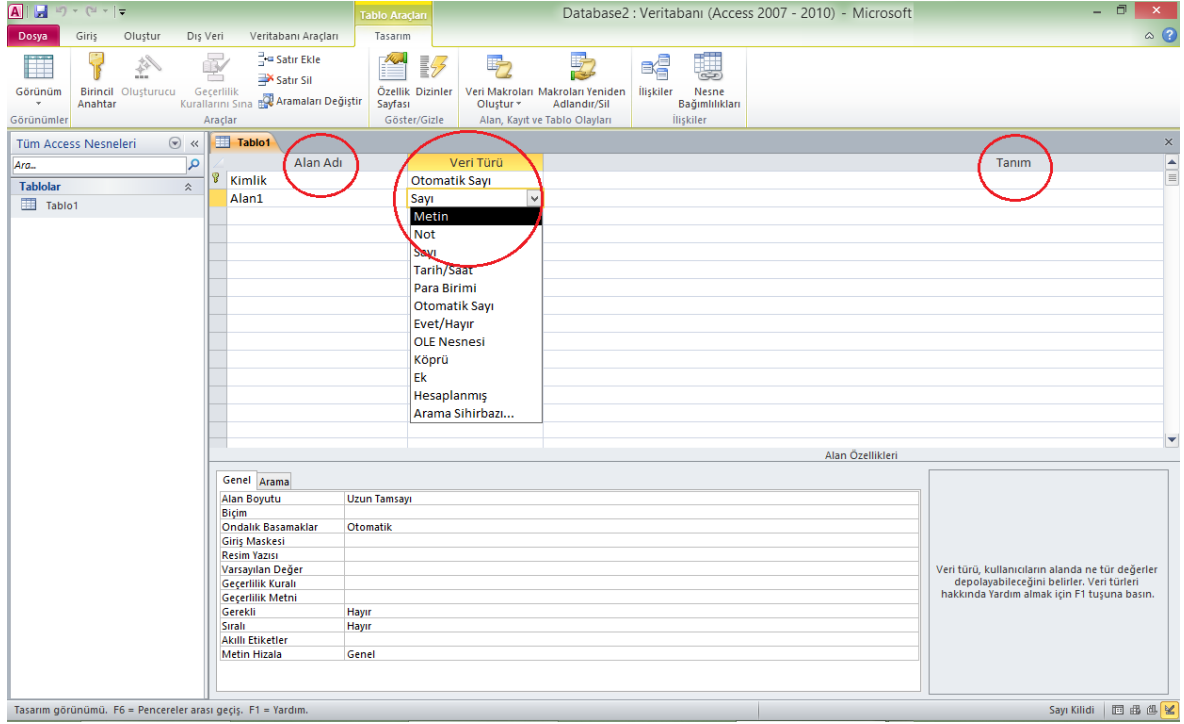 Tablo Araçları
Database2 : Veritabanı (Access 2007 - 2010) - Microsoft
Dosya Giriş Oluştur Dış Veri Veritabanı Araçları Tasarım
Görünüm
Birincil Anahtar
Oluşturucu
Geçerlilik Kurallarını Sına
Satır Ekle
Satır Sil
Aramaları Değiştir
Özellik Sayfası
Dizinler
Veri Makroları Oluştur
Makroları Yeniden Adlandır/Sil
İlişkiler
Nesne Bağımlılıkları
Görünümler Araçlar Göster/Gizle Alan, Kayıt ve Tablo Olayları İlişkiler
Tüm Access Nesneleri
Ara...
Tablolar
Tablo1
Tablo1
Alan Adı Veri Türü Tanım
Kimlik Otomatik Sayı
Alan1 Sayı
Metin
Not
Sayı
Tarih/Saat
Para Birimi
Otomatik Sayı
Evet/Hayır
OLE Nesnesi
Köprü
Ek
Hesaplanmış
Arama Sihirbazı...
Alan Özellikleri
Genel Arama
Alan Boyutu Uzun Tamsayı
Biçim
Ondalık Basamaklar Otomatik
Giriş Maskesi
Resim Yazısı
Varsayılan Değer
Geçerlilik Kuralı
Geçerlilik Metni
Gerekli Hayır
Sıralı Hayır
Akıllı Etiketler
Metin Hizala Genel
Veri türü, kullanıcıların alanda ne tür değerler
depolayabileceğini belirler. Veri türleri
hakkında Yardım almak için F1 tuşuna basın.
Tasarım görünümü. F6 = Pencereler arası geçiş. F1 = Yardım.
Sayı Kilidi